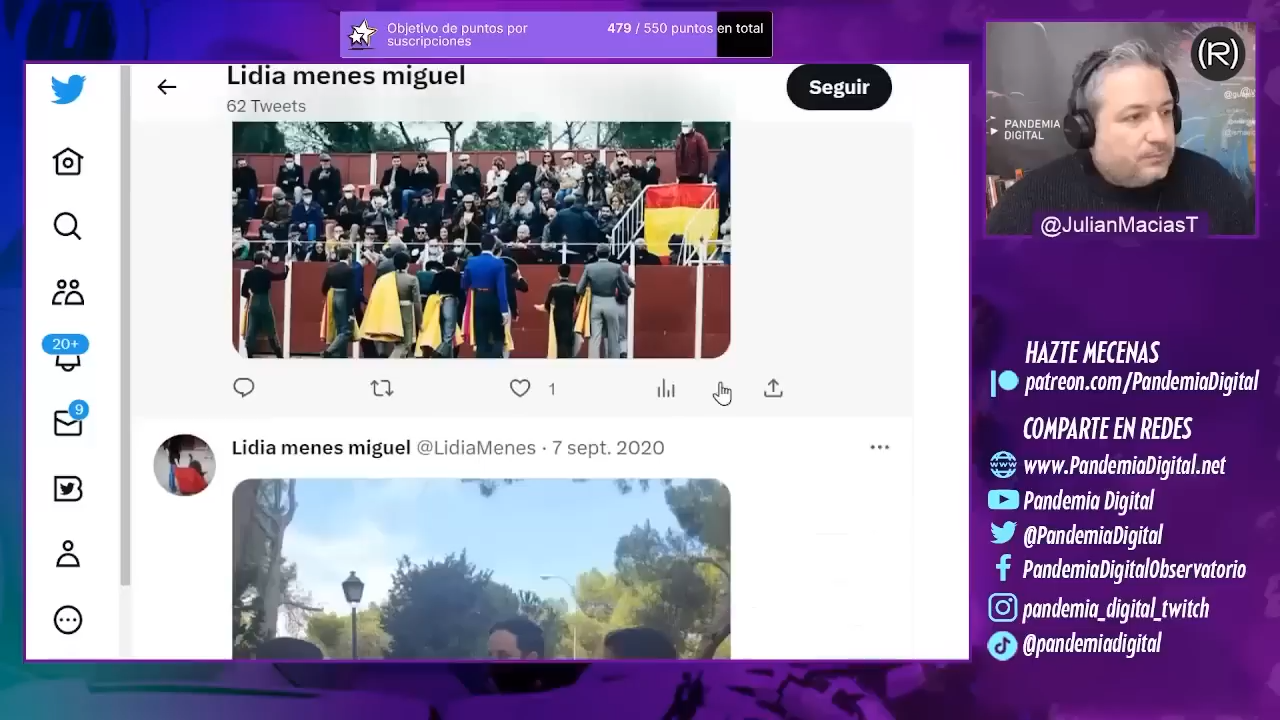 Objetivo de puntos por
suscripciones
479 / 550 puntos en total
Lidia menes miguel
62 Tweets
Seguir
20+
9
1
Lidia menes miguel @LidiaMenes · 7 sept. 2020
(R)
PANDEMIA
DIGITAL
@JulianMaciasT
HAZTE MECENAS
patreon.com/PandemiaDigital
COMPARTE EN REDES
www.PandemiaDigital.net
Pandemia Digital
@PandemiaDigital
PandemiaDigitalObservatorio
pandemia_digital_twitch
@pandemiadigital